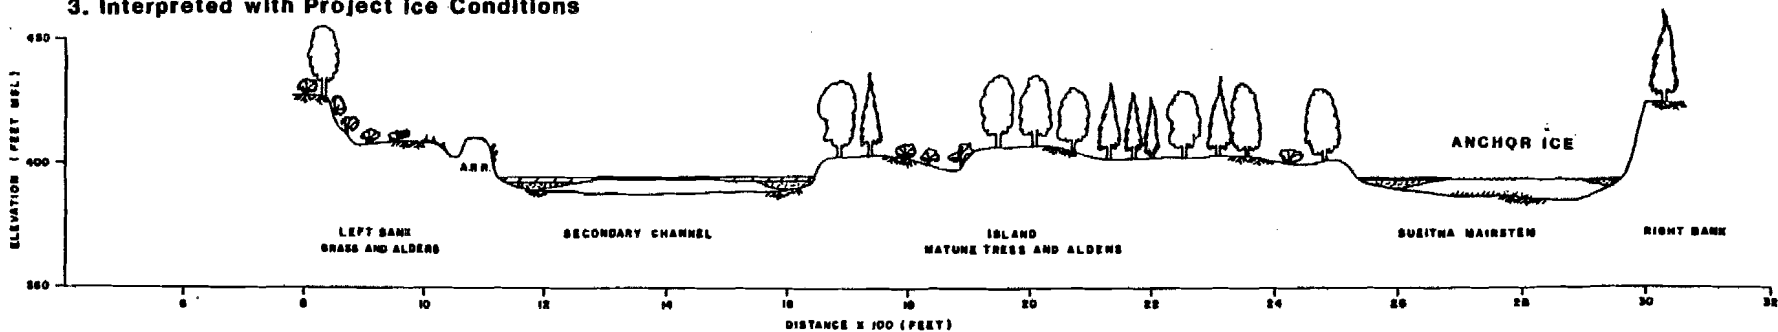 3. Interpreted with Project Ice Conditions
450
ELEVATION (FEET MSL)
400
350
A.R.R.
ANCHOR ICE
LEFT BANK
GRASS AND ALDERS
SECONDARY CHANNEL
ISLAND
MATURE TREES AND ALDERS
SUSITNA MAINSTEM
RIGHT BANK
6 8 10 12 14 16 18 20 22 24 26 28 30 32
DISTANCE X 100 (FEET)